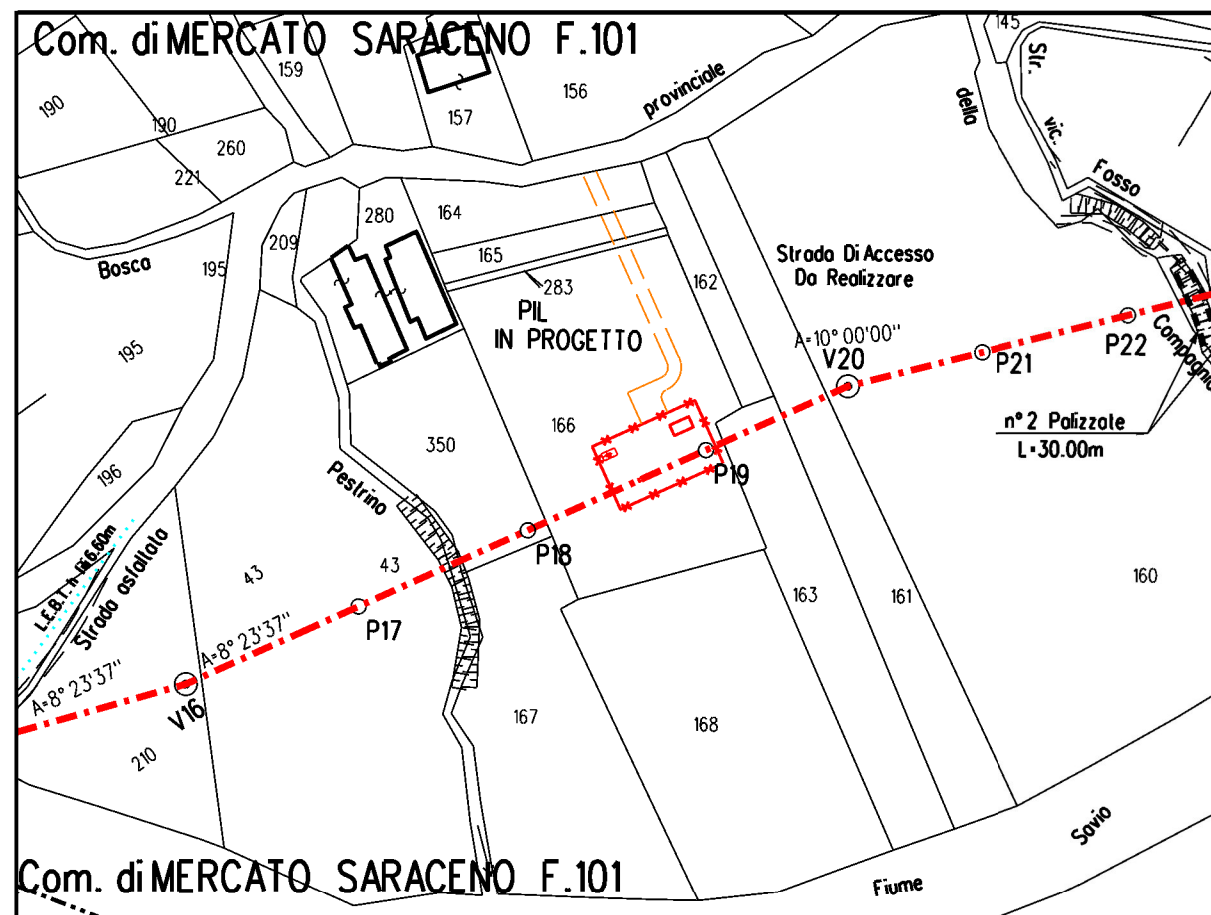 Com. di MERCATO SARACENO F.101
145
159
190
190
260
157
156
provinciale
Str.
vic.
della
Fosso
221
280
164
209
Bosca
195
165
283
162
Strada Di Accesso
Da Realizzare
PIL
IN PROGETTO
A=10° 00'00"
V20
P22
P21
Campagnia
195
n° 2 Palizzate
L=30.00m
166
350
196
Pestrino
P19
L.E.B.T.
Strada asfaltata
P18
43
43
160
163
161
P17
A=8° 23'37"
A=8° 23'37"
V16
167
168
210
Savio
Fiume
Com. di MERCATO SARACENO F.101